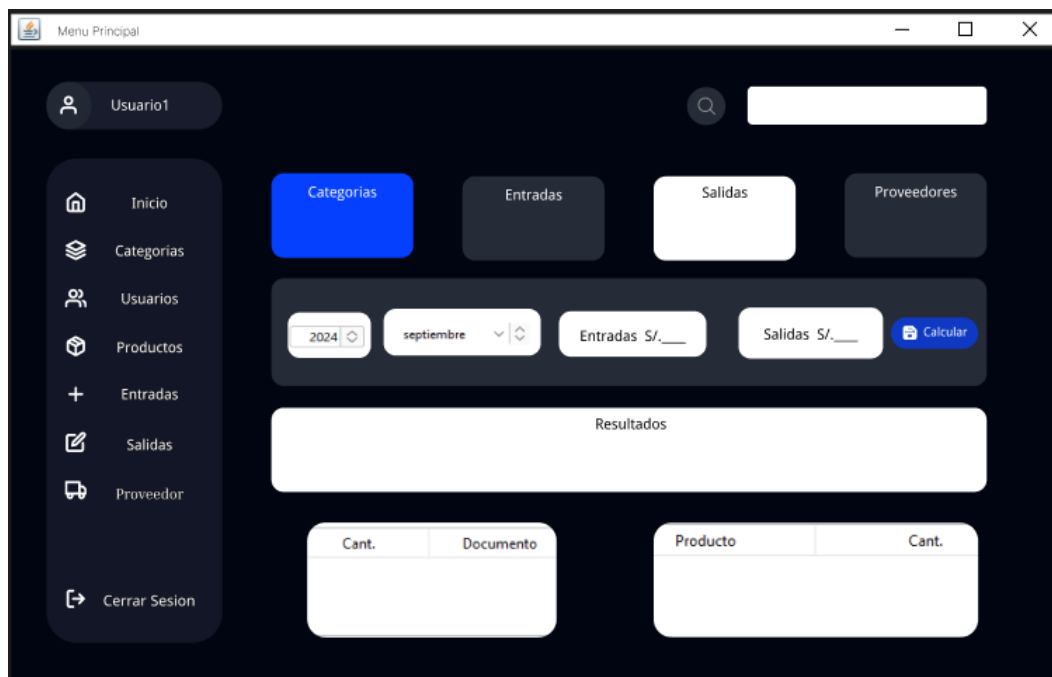 Menu Principal
Usuario1
Inicio
Categorias
Usuarios
Productos
Entradas
Salidas
Proveedor
Cerrar Sesion
Categorias
Entradas
Salidas
Proveedores
2024
septiembre
Entradas S/.___
Salidas S/.___
Calcular
Resultados
Cant. Documento
Producto Cant.